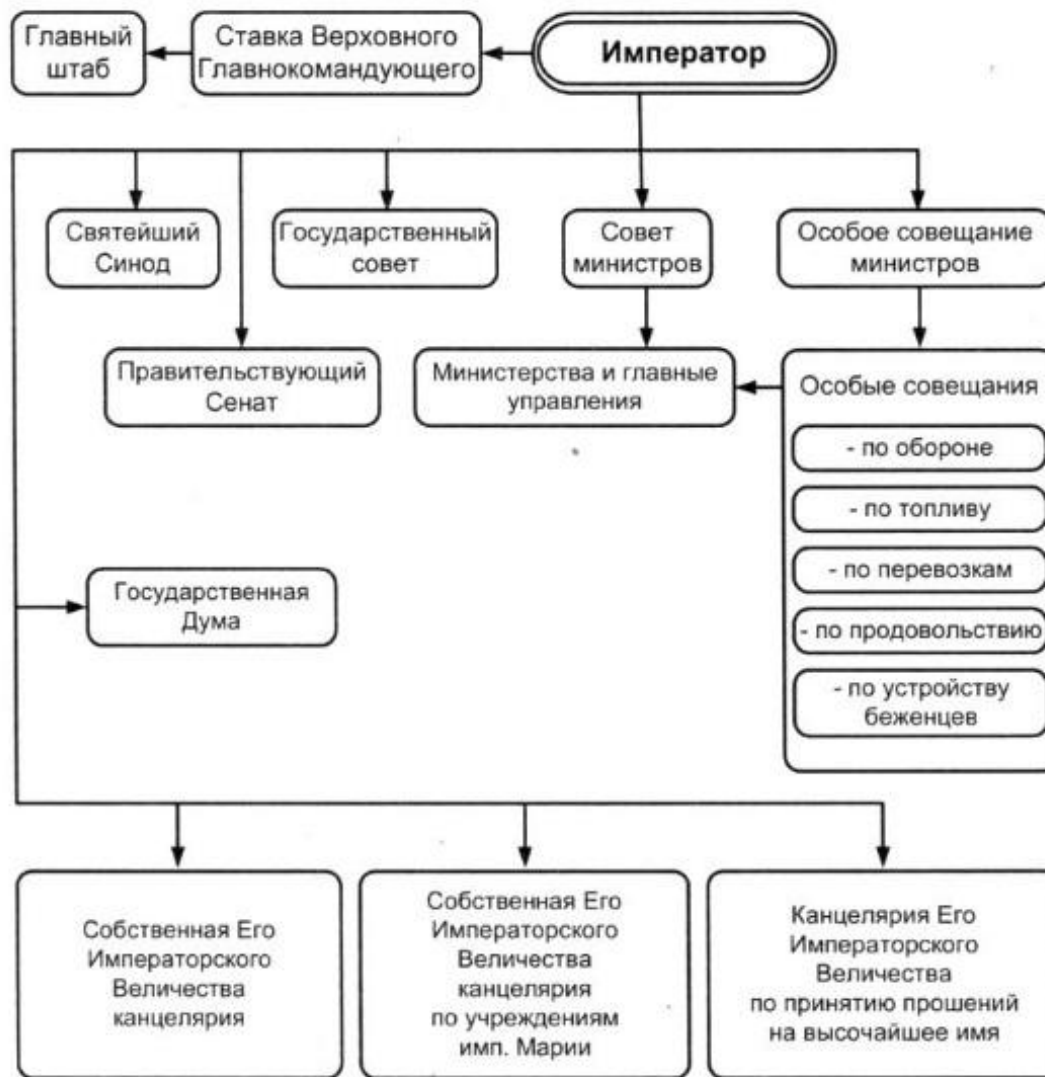 Главный
штаб
Ставка Верховного
Главнокомандующего
Император
Святейший
Синод
Государственный
совет
Совет
министров
Особое совещание
министров
Правительствующий
Сенат
Министерства и главные
управления
Особые совещания
- по обороне
- по топливу
- по перевозкам
- по продовольствию
- по устройству
беженцев
Государственная
Дума
Собственная Его
Императорского
Величества
канцелярия
Собственная Его
Императорского
Величества
канцелярия
по учреждениям
имп. Марии
Канцелярия Его
Императорского
Величества
по принятию прошений
на высочайшее имя